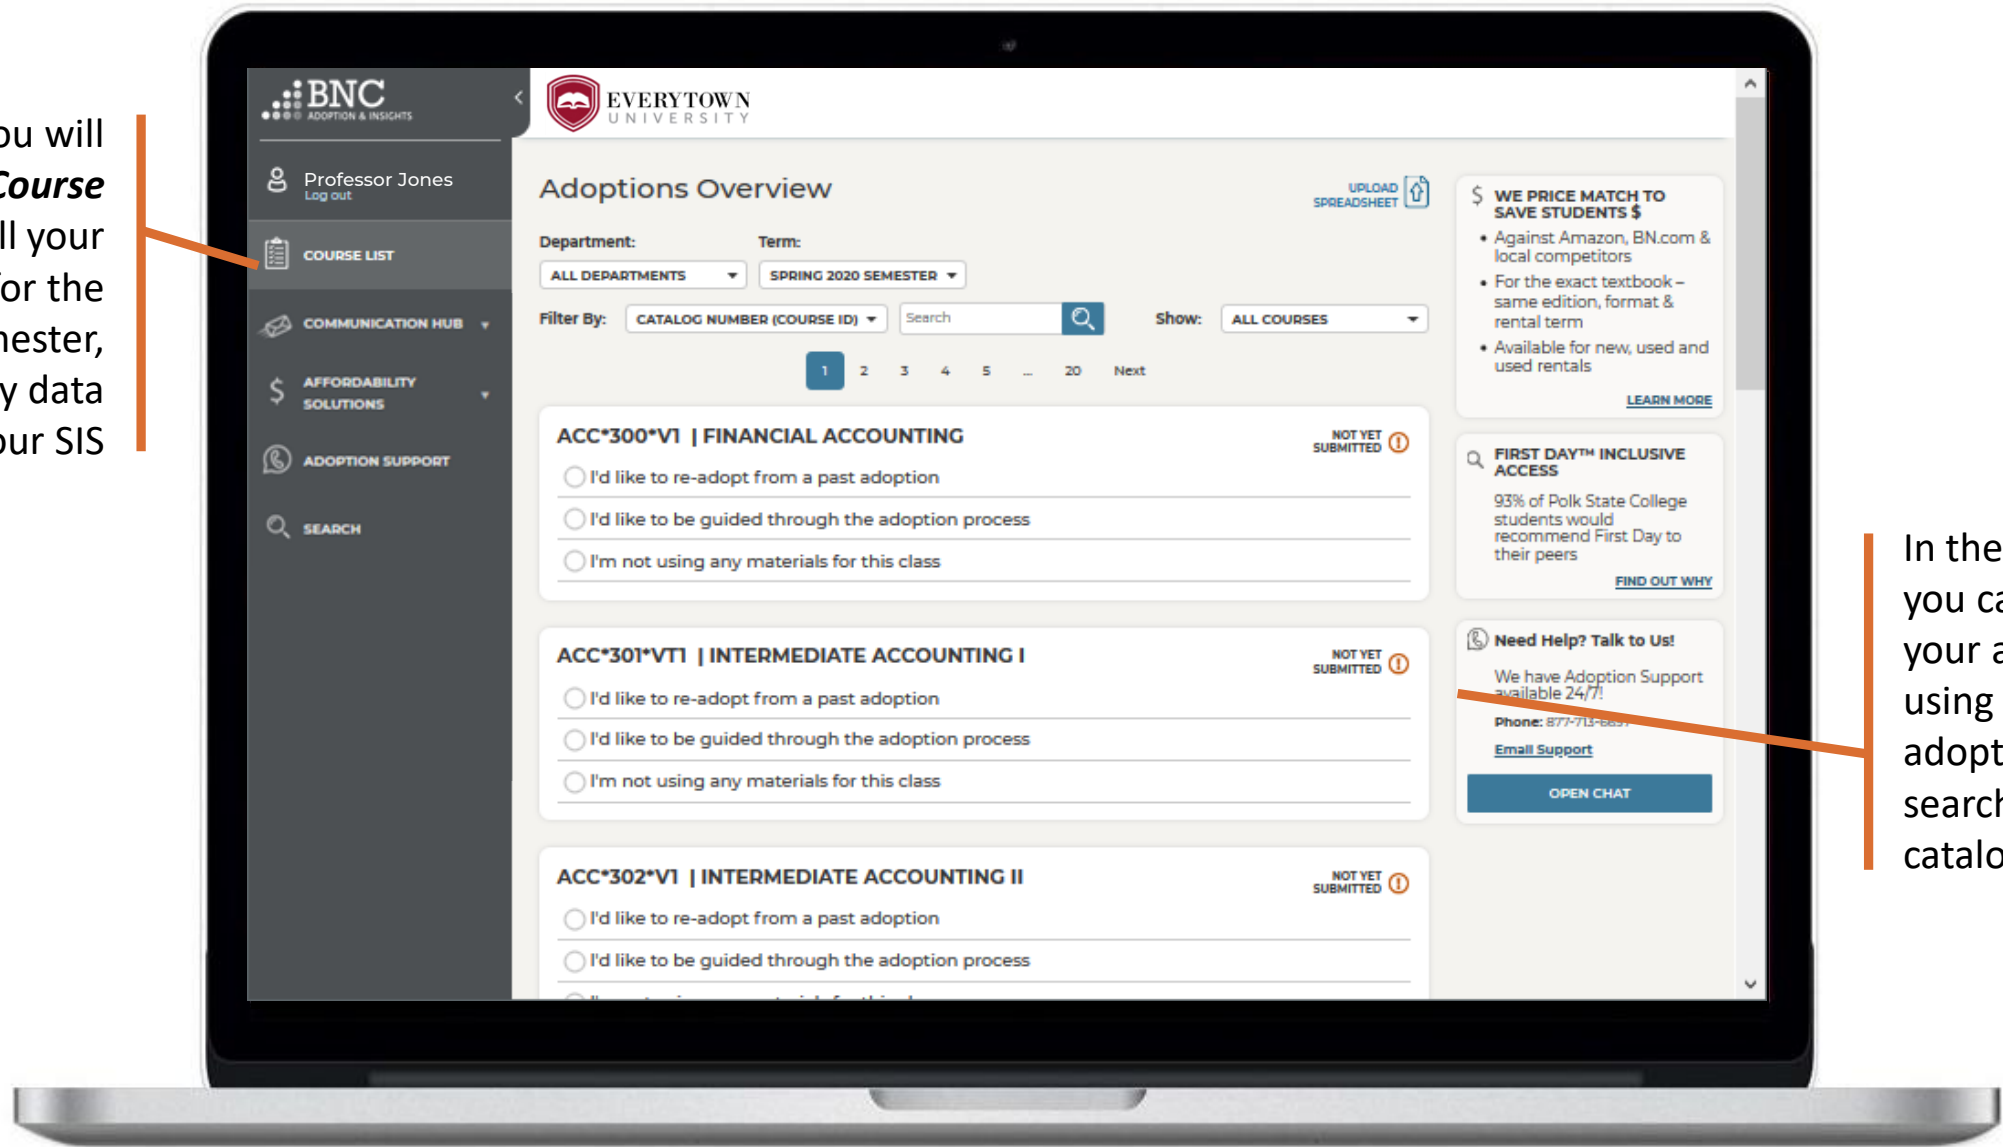 ou will
Course
ll your
for the
nester,
y data
our SIS
BNC
ADOPTION & INSIGHTS
Professor Jones
Log out
COURSE LIST
COMMUNICATION HUB
AFFORDABILITY
SOLUTIONS
ADOPTION SUPPORT
SEARCH
EVERYTOWN
UNIVERSITY
Adoptions Overview
UPLOAD
SPREADSHEET
Department: Term:
ALL DEPARTMENTS SPRING 2020 SEMESTER
Filter By: CATALOG NUMBER (COURSE ID) Search Show: ALL COURSES
1 2 3 4 5 ... 20 Next
ACC*300*V1 | FINANCIAL ACCOUNTING
NOT YET
SUBMITTED
I'd like to re-adopt from a past adoption
I'd like to be guided through the adoption process
I'm not using any materials for this class
ACC*301*VT1 | INTERMEDIATE ACCOUNTING I
NOT YET
SUBMITTED
I'd like to re-adopt from a past adoption
I'd like to be guided through the adoption process
I'm not using any materials for this class
ACC*302*V1 | INTERMEDIATE ACCOUNTING II
NOT YET
SUBMITTED
I'd like to re-adopt from a past adoption
I'd like to be guided through the adoption process
$ WE PRICE MATCH TO
SAVE STUDENTS $
• Against Amazon, BN.com &
local competitors
• For the exact textbook –
same edition, format &
rental term
• Available for new, used and
used rentals
LEARN MORE
FIRST DAY™ INCLUSIVE
ACCESS
93% of Polk State College
students would
recommend First Day to
their peers
FIND OUT WHY
Need Help? Talk to Us!
We have Adoption Support
available 24/7!
Phone: 877-713-
Email Support
OPEN CHAT
In the
you ca
your a
using
adopt
search
catalo